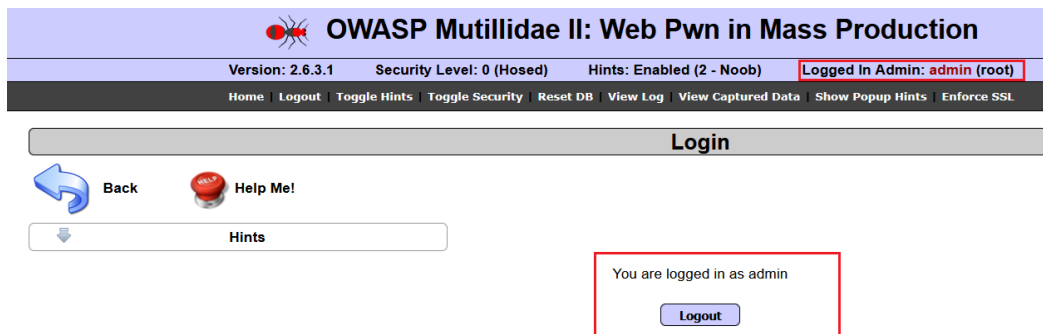 OWASP Mutillidae II: Web Pwn in Mass Production
Version: 2.6.3.1 Security Level: 0 (Hosed) Hints: Enabled (2 - Noob) Logged In Admin: admin (root)
Home | Logout | Toggle Hints | Toggle Security | Reset DB | View Log | View Captured Data | Show Popup Hints | Enforce SSL
Login
Back
HELP
Help Me!
Hints
You are logged in as admin
Logout